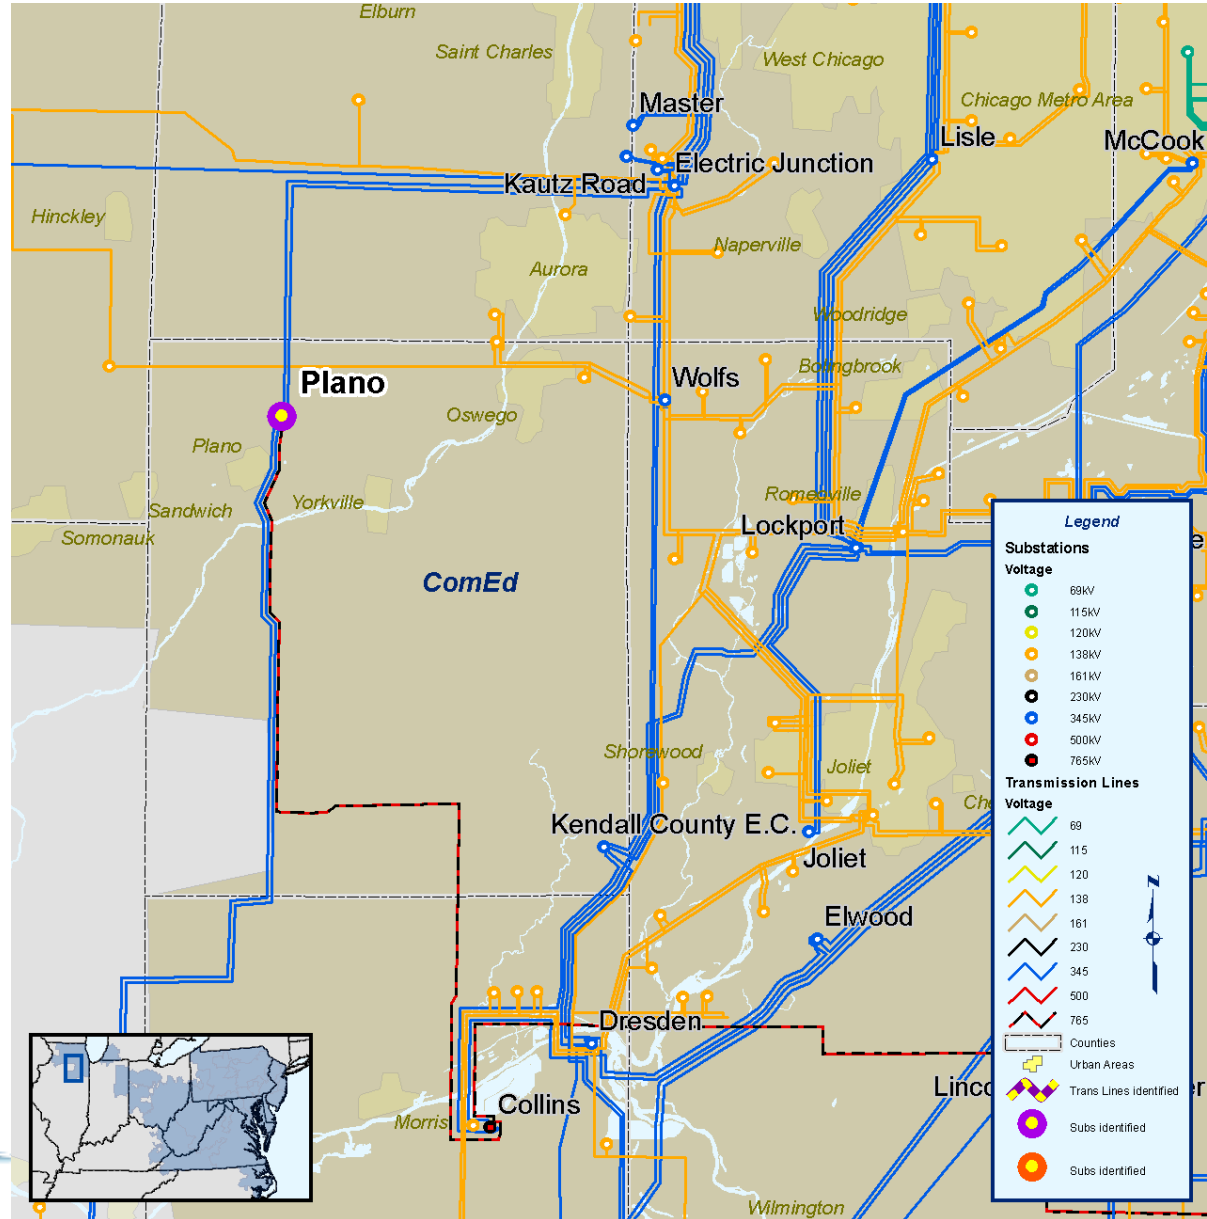 Elburn
Saint Charles
West Chicago
Chicago Metro Area
Master
Lisle
McCook
Electric Junction
Kautz Road
Hinckley
Naperville
Aurora
Woodridge
Plano
Wolfs
Bolingbrook
Oswego
Plano
Yorkville
Sandwich
Romeoville
Somonauk
Lockport
ComEd
Shorewood
Joliet
Che
Kendall County E.C.
Joliet
Elwood
Dresden
Linco
er
Collins
Morris
Wilmington
e
Legend
Substations
Voltage
69kV
115kV
120kV
138kV
161kV
230kV
345kV
500kV
765kV
Transmission Lines
Voltage
69
115
120
138
161
230
345
500
765
Counties
Urban Areas
Trans Lines identified
Subs identified
Subs identified
N